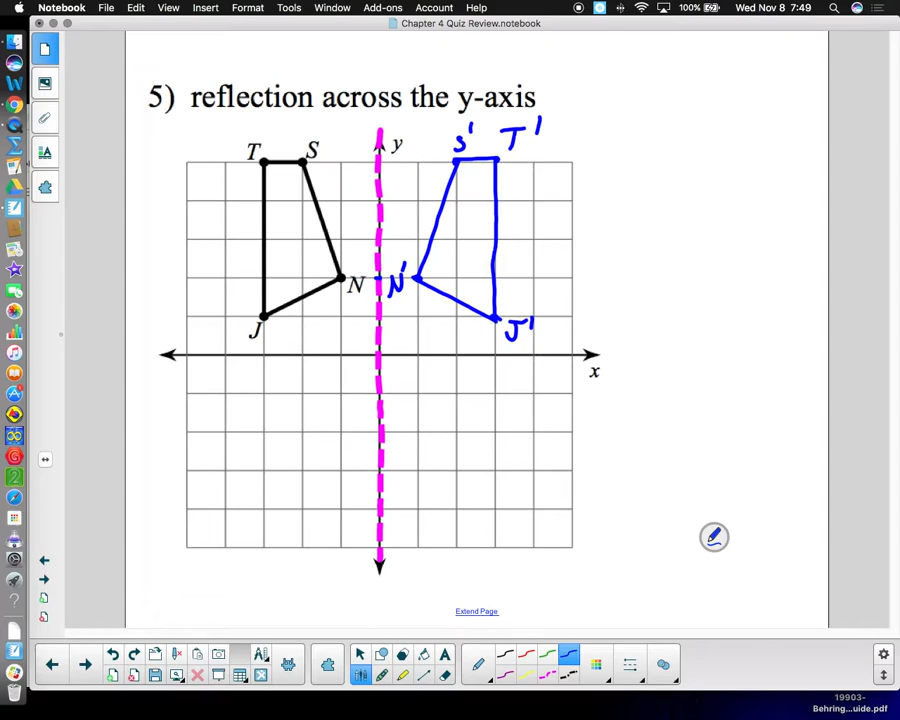 Notebook File Edit View Insert Format Tools Window Add-ons Account Help
100% Wed Nov 8 7:49
Chapter 4 Quiz Review.notebook
5) reflection across the y-axis
T S y S' T'
N N'
J J'
x
Extend Page
19903-
Behring...uide.pdf